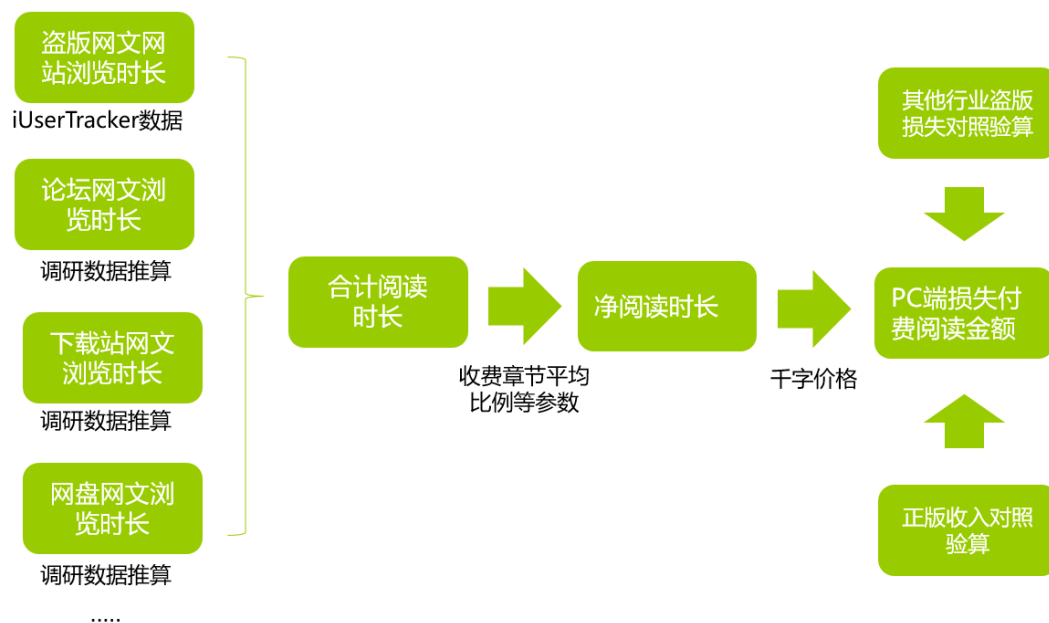 盗版网文网
站浏览时长
iUserTracker数据
论坛网文浏
览时长
调研数据推算
下载站网文
浏览时长
调研数据推算
网盘网文浏
览时长
调研数据推算
.....
合计阅读
时长
收费章节平均
比例等参数
净阅读时长
千字价格
其他行业盗版
损失对照验算
PC端损失付
费阅读金额
正版收入对照
验算